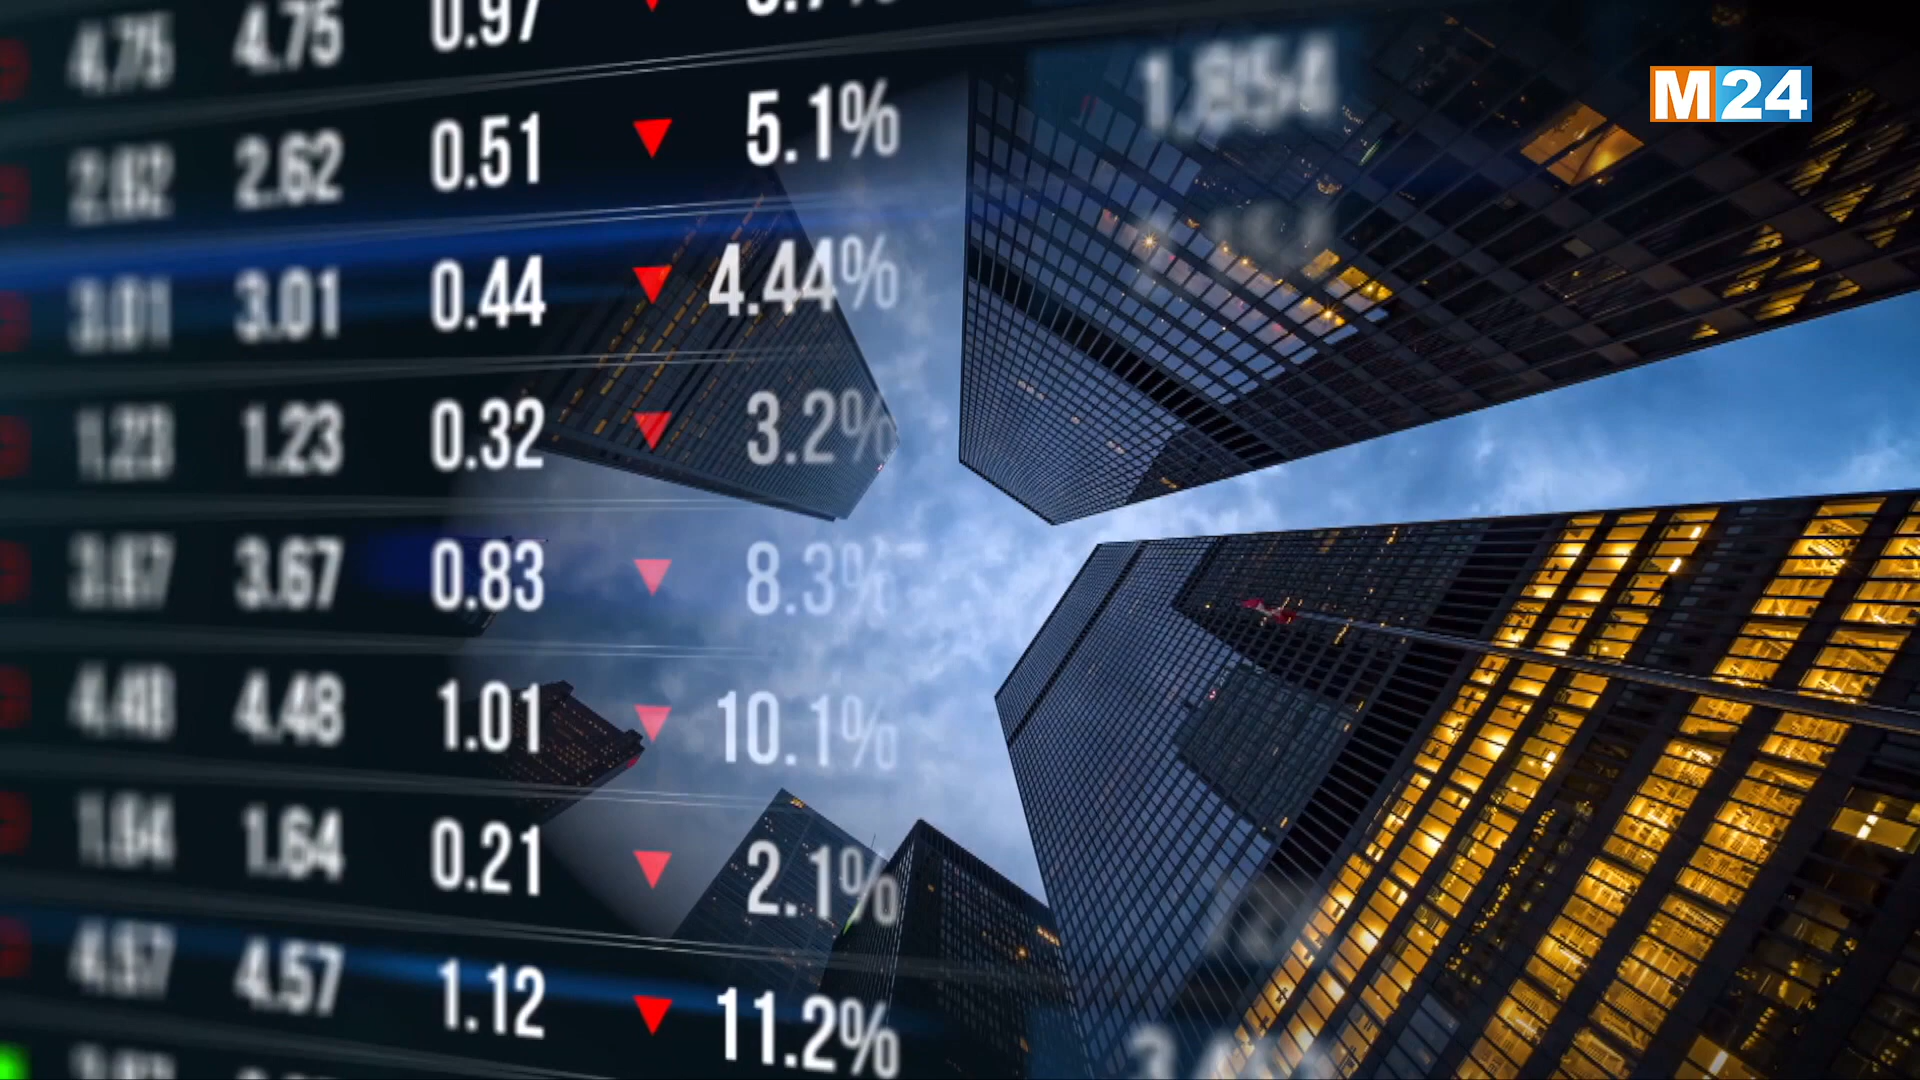 4.75 4.75 0.97
1,854
M24
2.62 2.62 0.51 ▼ 5.1%
3.01 3.01 0.44 ▼ 4.44%
1.23 1.23 0.32 ▼ 3.2%
3.67 3.67 0.83 ▼ 8.3%
4.48 4.48 1.01 ▼ 10.1%
1.64 1.64 0.21 ▼ 2.1%
4.57 4.57 1.12 ▼ 11.2%